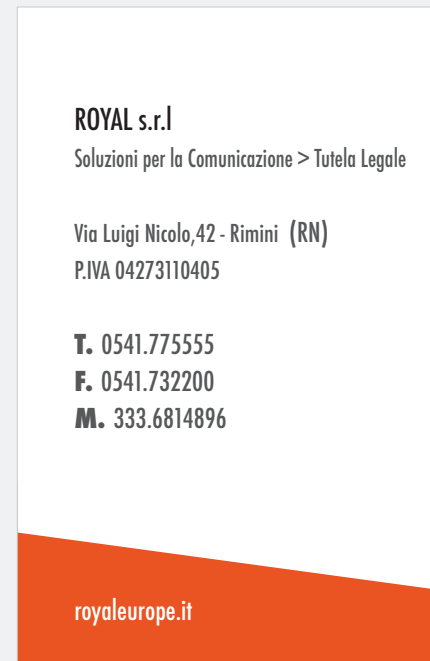 ROYAL s.r.l
Soluzioni per la Comunicazione > Tutela Legale
Via Luigi Nicolo,42 - Rimini (RN)
P.IVA 04273110405
T. 0541.775555
F. 0541.732200
M. 333.6814896
royaleurope.it